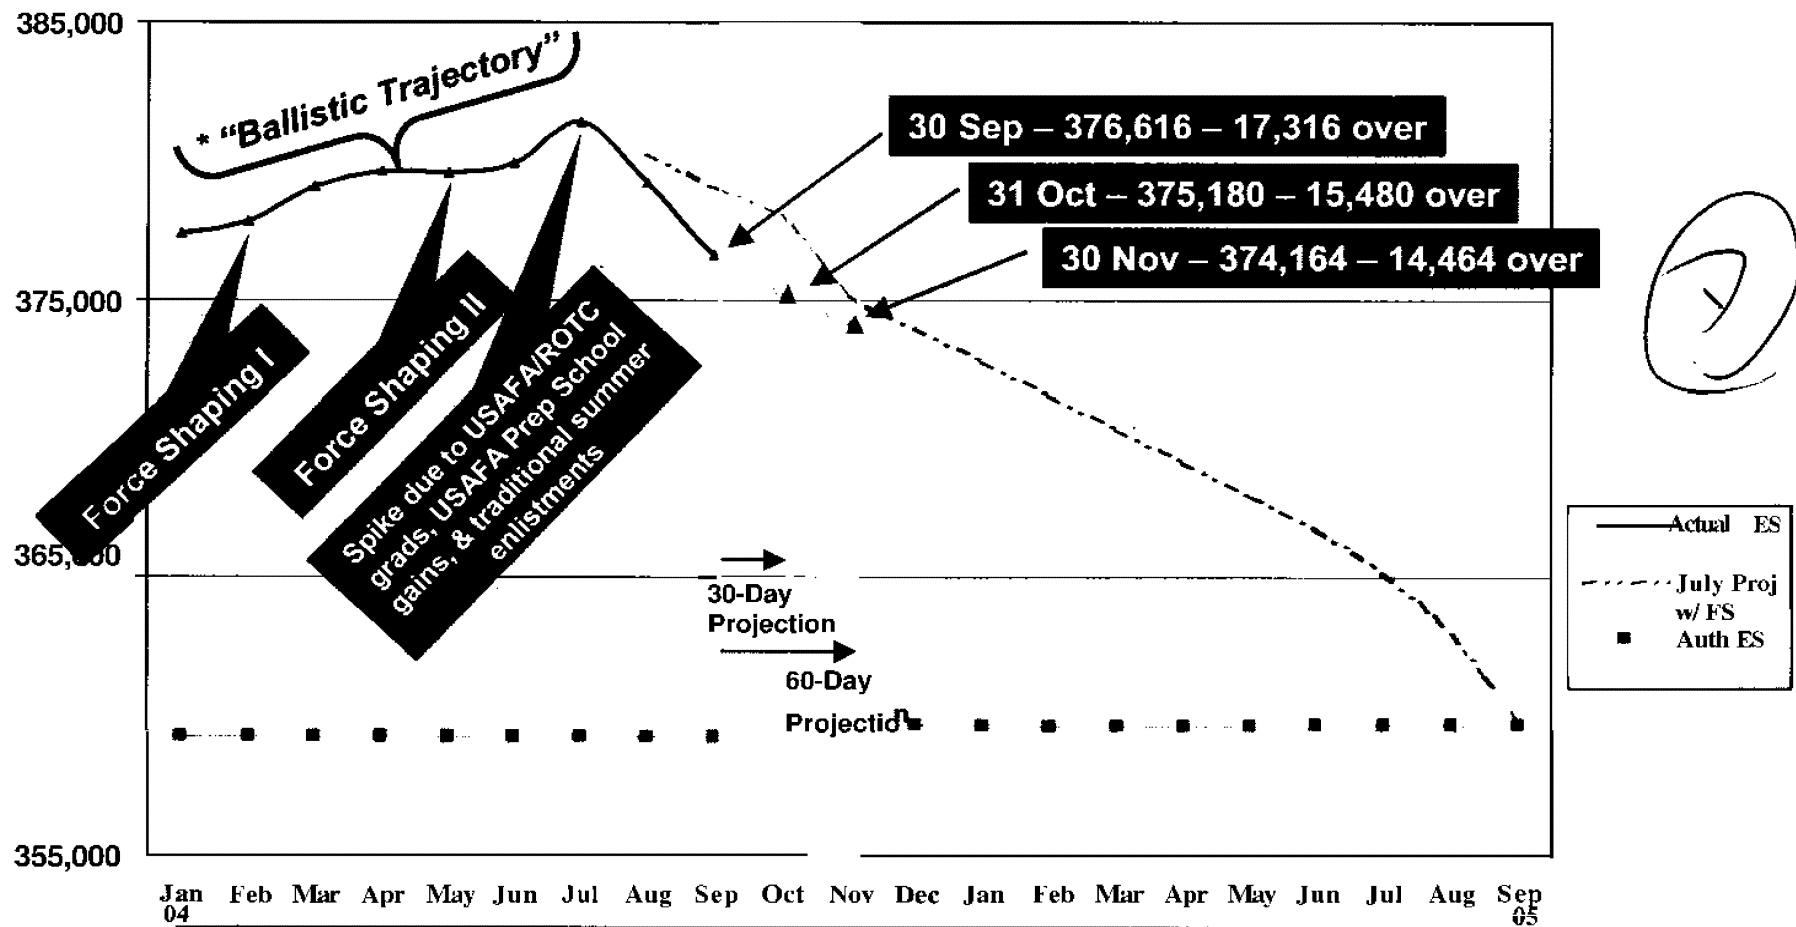 385,000
* “Ballistic Trajectory”
30 Sep – 376,616 – 17,316 over
31 Oct – 375,180 – 15,480 over
30 Nov – 374,164 – 14,464 over
375,000
Force Shaping I
Force Shaping II
Spike due to USAFA/ROTC
grads, USAFA Prep School
gains, & traditional summer
enlistments
365,000
30-Day
Projection
60-Day
Projection
Actual ES
July Proj
w/ FS
Auth ES
355,000
Jan Feb Mar Apr May Jun Jul Aug Sep Oct Nov Dec Jan Feb Mar Apr May Jun Jul Aug Sep
04 05